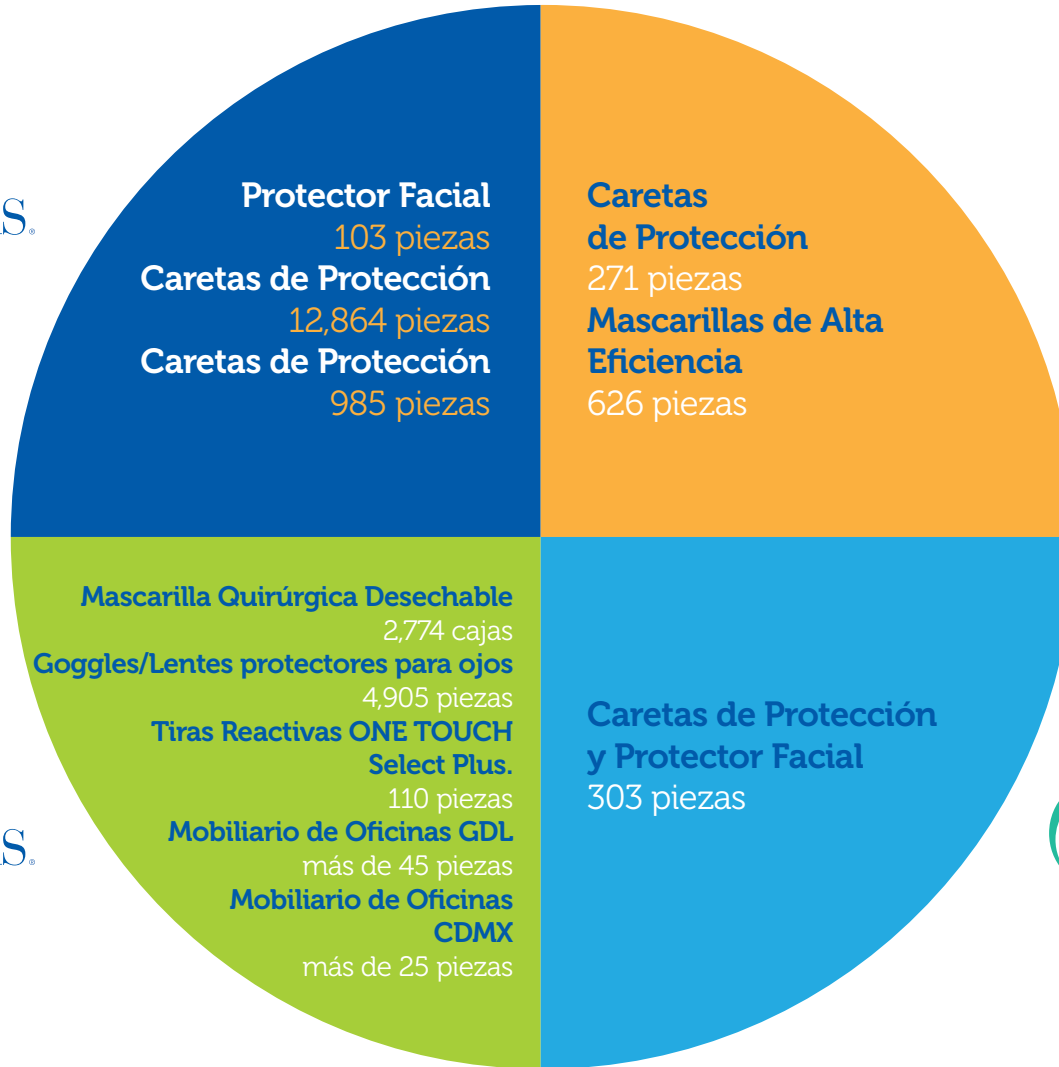 Protector Facial
103 piezas
Caretas de Protección
12,864 piezas
Caretas de Protección
985 piezas
Caretas
de Protección
271 piezas
Mascarillas de Alta
Eficiencia
626 piezas
Mascarilla Quirúrgica Desechable
2,774 cajas
Goggles/Lentes protectores para ojos
4,905 piezas
Tiras Reactivas ONE TOUCH
Select Plus.
110 piezas
Mobiliario de Oficinas GDL
más de 45 piezas
Mobiliario de Oficinas
CDMX
más de 25 piezas
Caretas de Protección
y Protector Facial
303 piezas